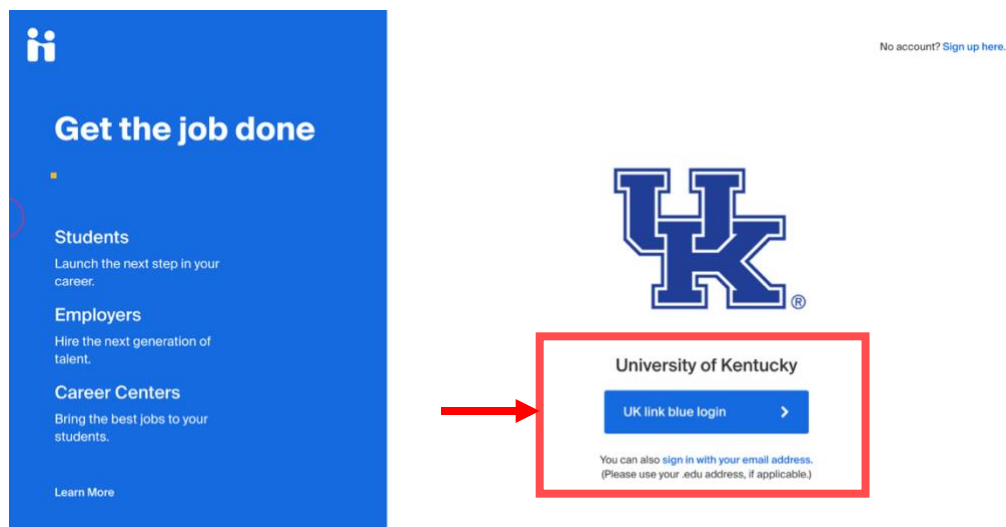 Get the job done
Students
Launch the next step in your
career.
Employers
Hire the next generation of
talent.
Career Centers
Bring the best jobs to your
students.
Learn More
No account? Sign up here.
UK
®
University of Kentucky
UK link blue login
You can also sign in with your email address.
(Please use your .edu address, if applicable.)